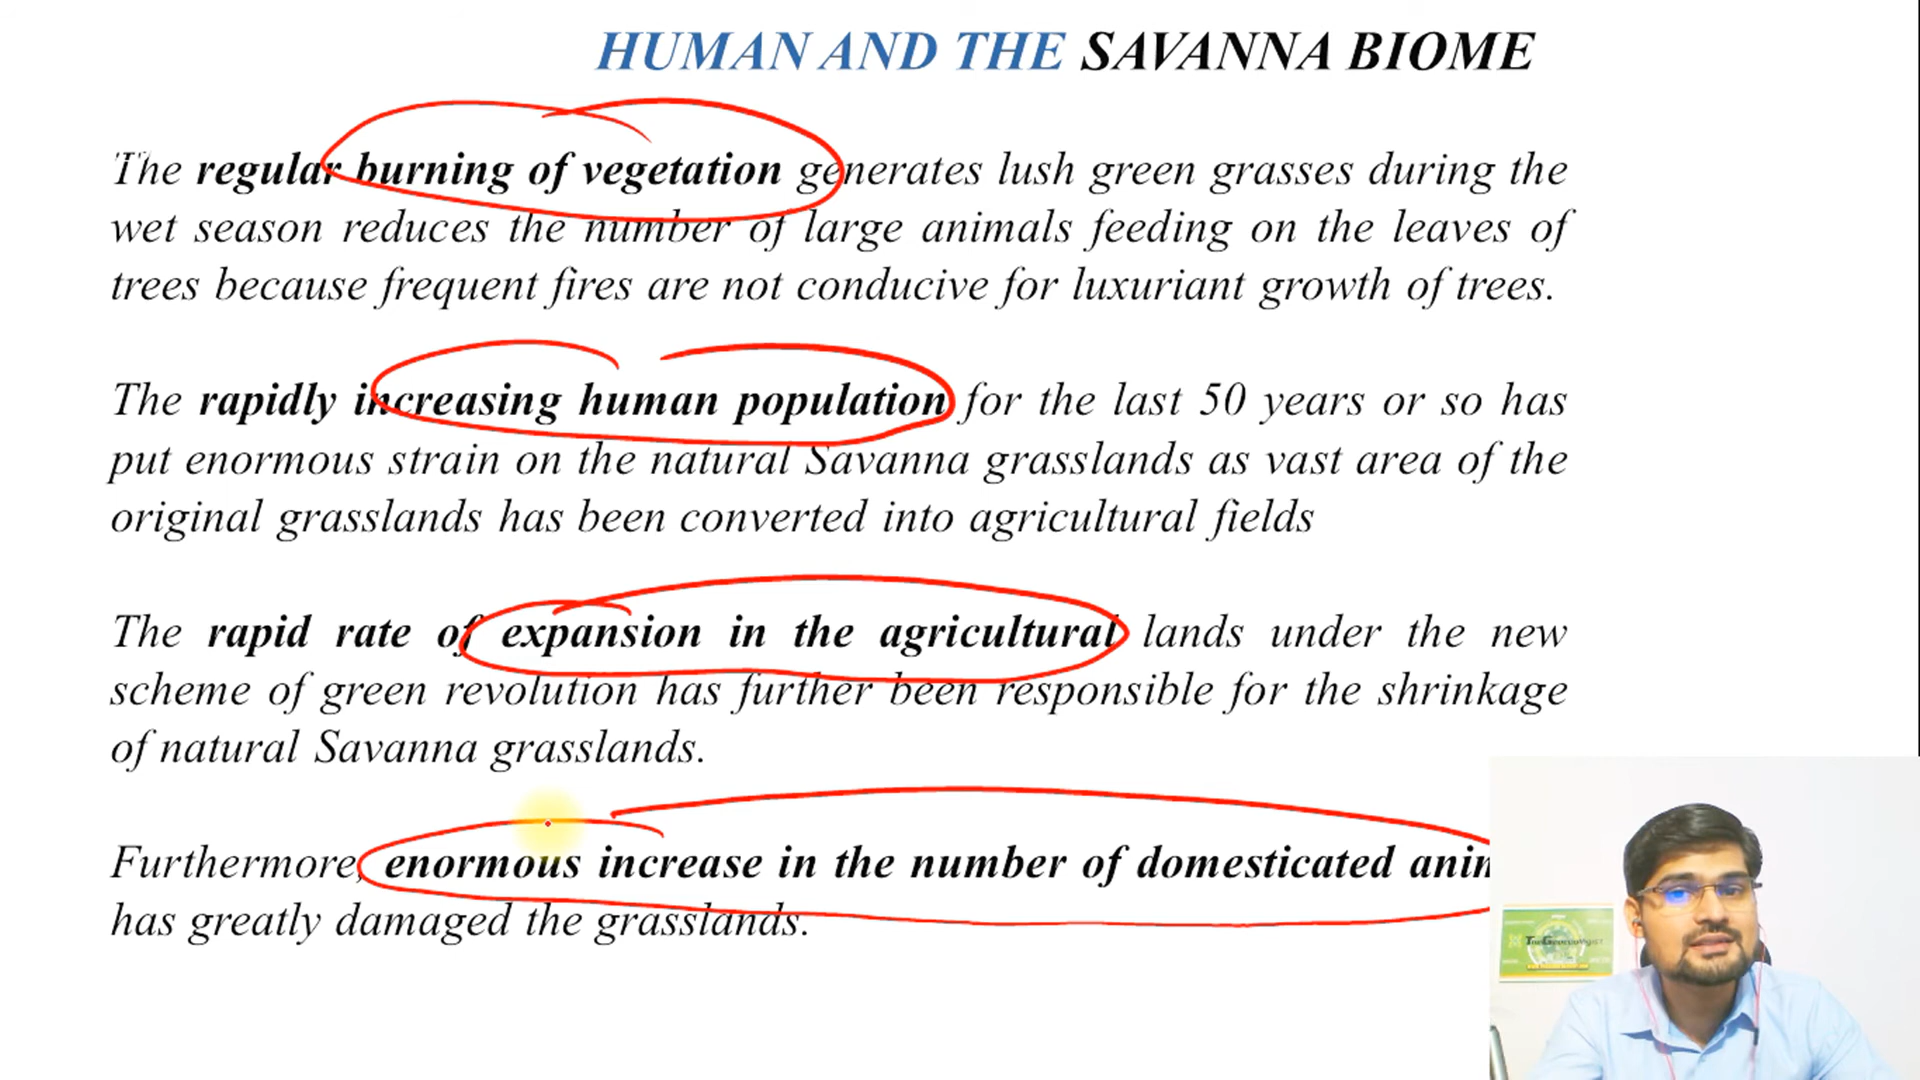 HUMAN AND THE SAVANNA BIOME
The regular burning of vegetation generates lush green grasses during the
wet season reduces the number of large animals feeding on the leaves of
trees because frequent fires are not conducive for luxuriant growth of trees.
The rapidly increasing human population for the last 50 years or so has
put enormous strain on the natural Savanna grasslands as vast area of the
original grasslands has been converted into agricultural fields
The rapid rate of expansion in the agricultural lands under the new
scheme of green revolution has further been responsible for the shrinkage
of natural Savanna grasslands.
Furthermore, enormous increase in the number of domesticated anim
has greatly damaged the grasslands.